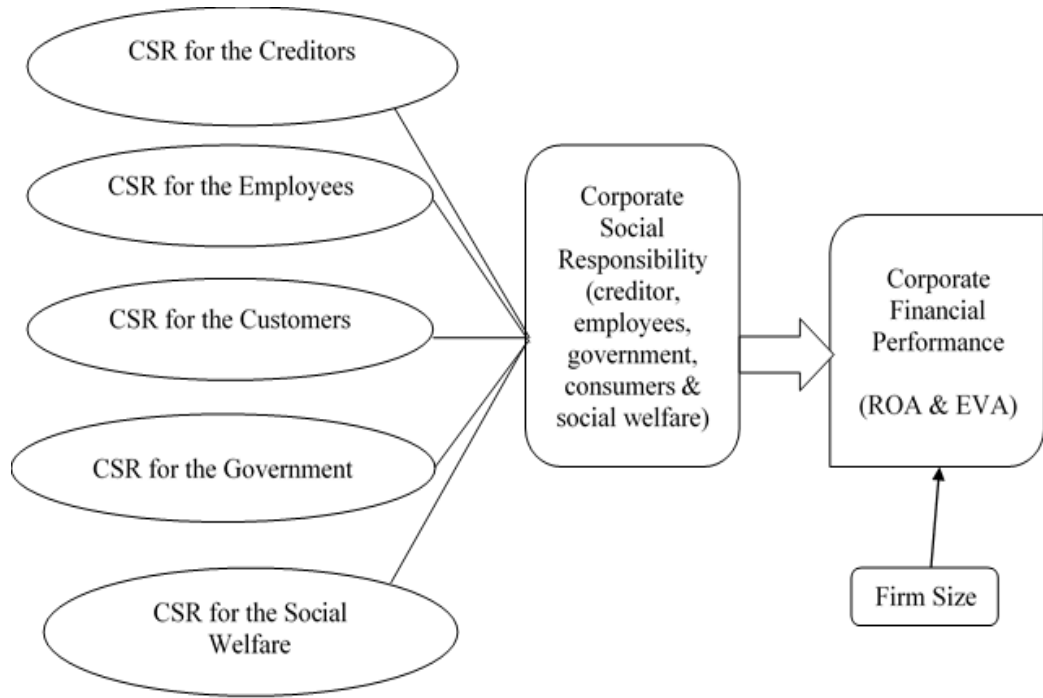 CSR for the Creditors
CSR for the Employees
CSR for the Customers
CSR for the Government
CSR for the Social
Welfare
Corporate
Social
Responsibility
(creditor,
employees,
government,
consumers &
social welfare)
Corporate
Financial
Performance
(ROA & EVA)
Firm Size